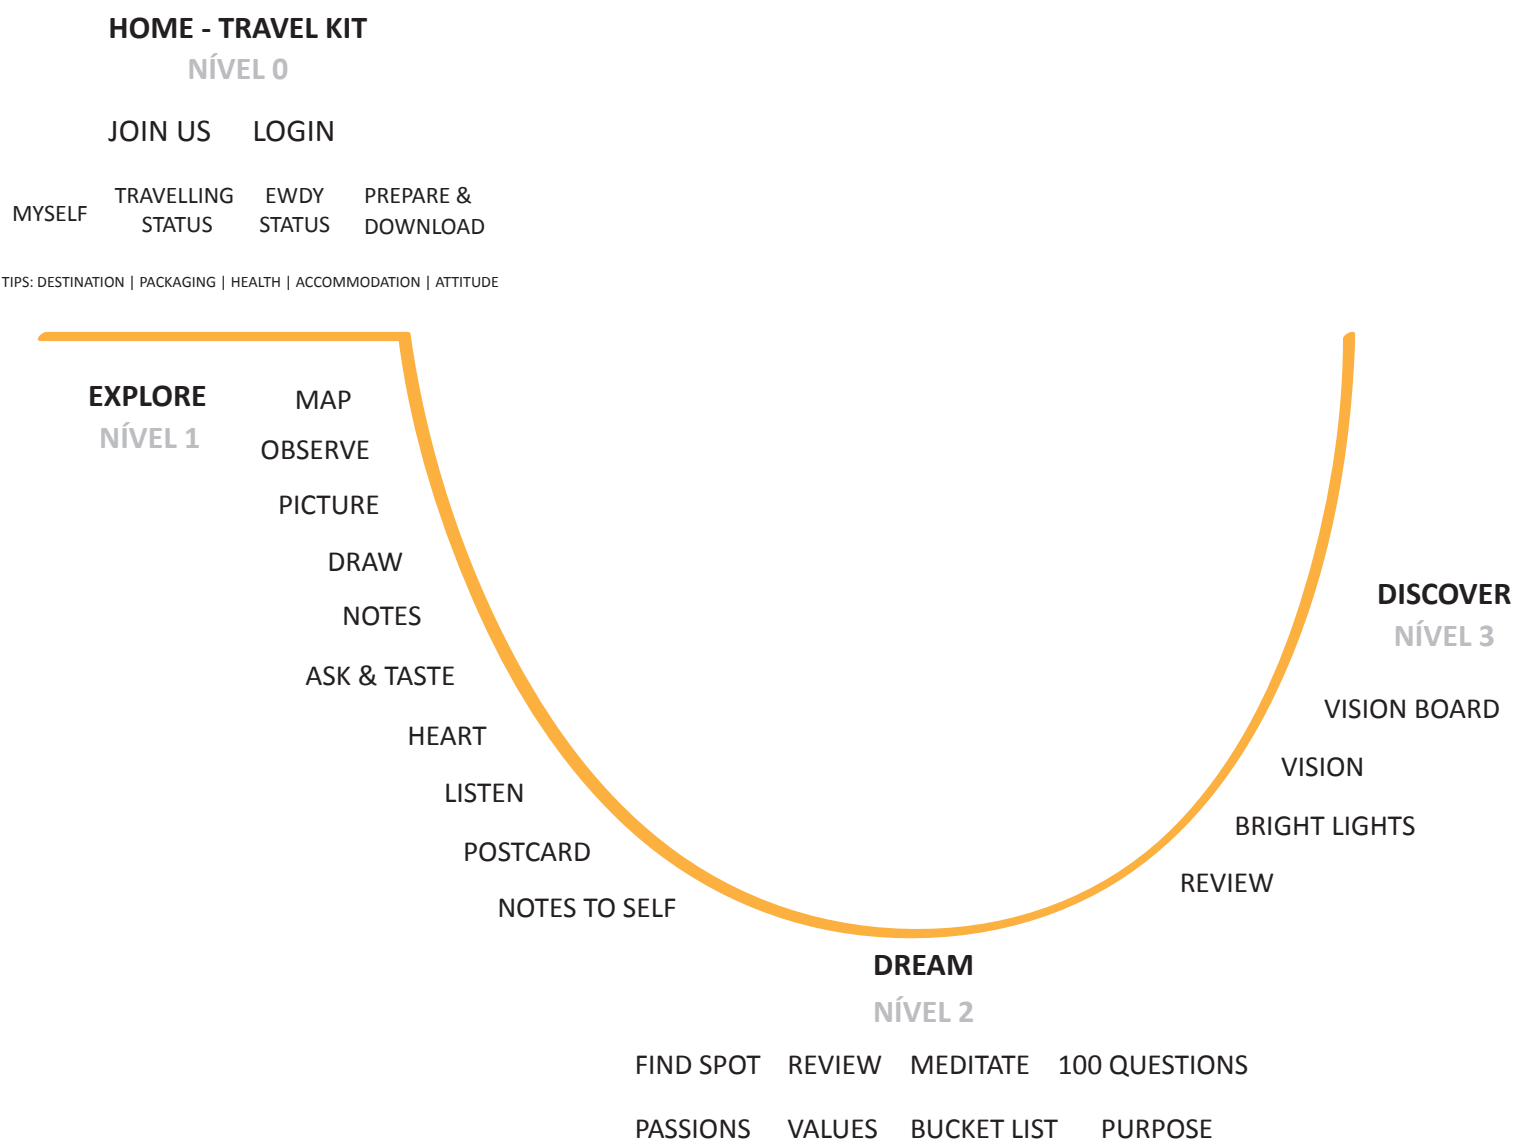 HOME - TRAVEL KIT
NÍVEL 0
JOIN US LOGIN
MYSELF
TRAVELLING
STATUS
EWDY
STATUS
PREPARE &
DOWNLOAD
TIPS: DESTINATION | PACKAGING | HEALTH | ACCOMMODATION | ATTITUDE
EXPLORE
NÍVEL 1
MAP
OBSERVE
PICTURE
DRAW
NOTES
ASK & TASTE
HEART
LISTEN
POSTCARD
NOTES TO SELF
DREAM
NÍVEL 2
FIND SPOT REVIEW MEDITATE 100 QUESTIONS
PASSIONS VALUES BUCKET LIST PURPOSE
DISCOVER
NÍVEL 3
VISION BOARD
VISION
BRIGHT LIGHTS
REVIEW